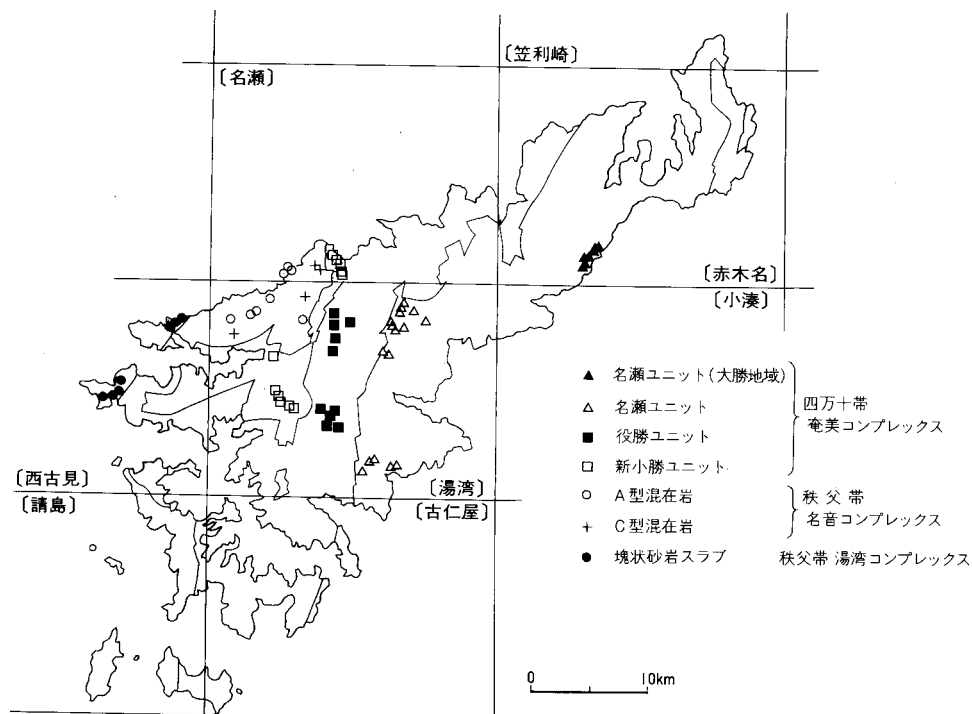 〔笠利崎〕
〔名瀬〕
〔赤木名〕
〔小湊〕
▲ 名瀬ユニット(大勝地域)
△ 名瀬ユニット
■ 役勝ユニット
□ 新小勝ユニット
四万十帯
奄美コンプレックス
〔西古見〕
〔請島〕
〔湯湾〕
〔古仁屋〕
○ A型混在岩
+ C型混在岩
秩父帯
名音コンプレックス
● 塊状砂岩スラブ 秩父帯 湯湾コンプレックス
0 10km